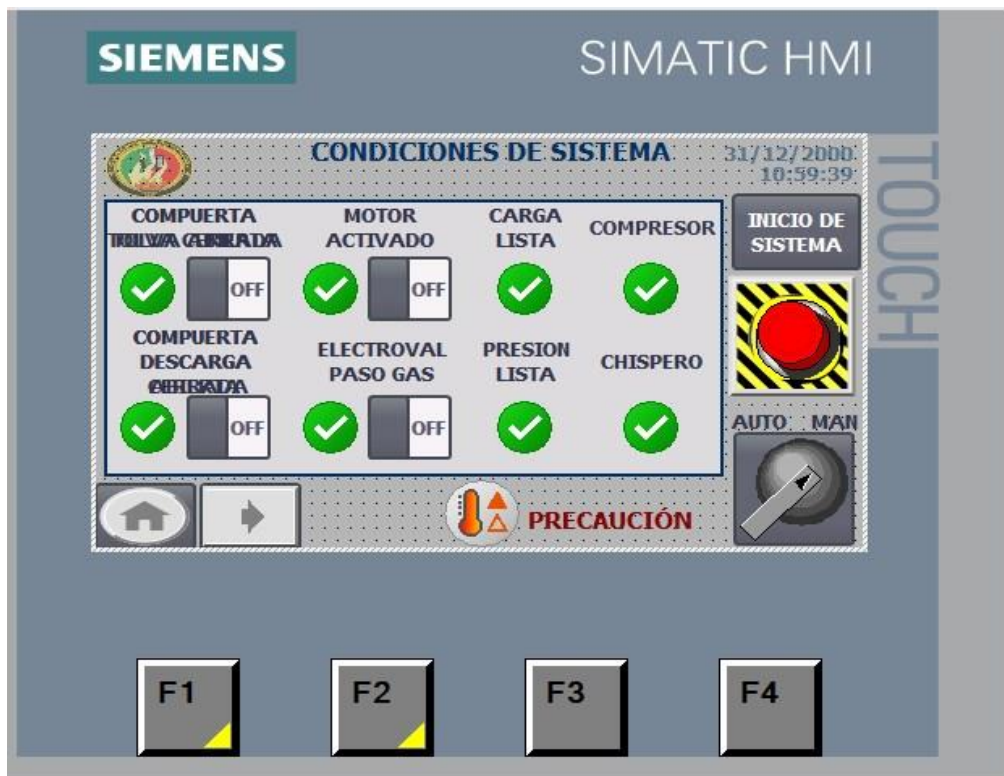 SIEMENS
SIMATIC HMI
TOUCH
CONDICIONES DE SISTEMA
31/12/2000
10:59:39
COMPUERTA
MOTOR
ACTIVADO
CARGA
LISTA
COMPRESOR
INICIO DE
SISTEMA
OFF
OFF
COMPUERTA
DESCARGA
ELECTROVAL
PASO GAS
PRESION
LISTA
CHISPERO
OFF
OFF
AUTO MAN
PRECAUCIÓN
F1
F2
F3
F4